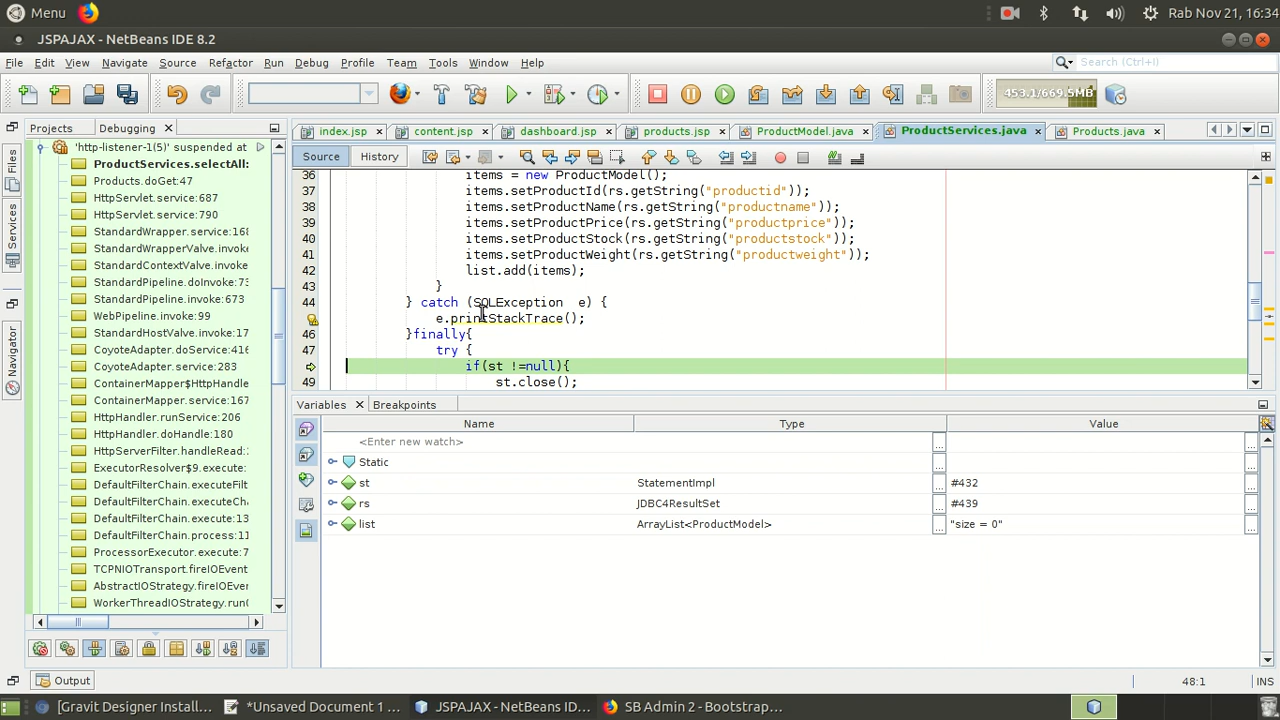 Menu
Rab Nov 21, 16:34
JSPAJAX - NetBeans IDE 8.2
File Edit View Navigate Source Refactor Run Debug Profile Team Tools Window Help
Search (Ctrl+I)
453.1/669.5MB
Projects Debugging
index.jsp content.jsp dashboard.jsp products.jsp ProductModel.java ProductServices.java Products.java
Source History
Files
Services
Navigator
'http-listener-1(5)' suspended at
ProductServices.selectAll:
Products.doGet:47
HttpServlet.service:687
HttpServlet.service:790
StandardWrapper.service:168
StandardWrapperValve.invoke
StandardContextValve.invoke
StandardPipeline.doInvoke:73
StandardPipeline.invoke:673
WebPipeline.invoke:99
StandardHostValve.invoke:17
CoyoteAdapter.doService:416
CoyoteAdapter.service:283
ContainerMapper$HttpHandle
ContainerMapper.service:167
HttpHandler.runService:206
HttpHandler.doHandle:180
HttpServerFilter.handleRead:2
ExecutorResolver$9.execute:
DefaultFilterChain.executeFilt
DefaultFilterChain.executeCh
DefaultFilterChain.execute:13
DefaultFilterChain.process:11
ProcessorExecutor.execute:7
TCPNIOTransport.fireIOEvent
AbstractIOStrategy.fireIOEver
WorkerThreadIOStrategy.run(
36 items = new ProductModel();
37 items.setProductId(rs.getString("productid"));
38 items.setProductName(rs.getString("productname"));
39 items.setProductPrice(rs.getString("productprice"));
40 items.setProductStock(rs.getString("productstock"));
41 items.setProductWeight(rs.getString("productweight"));
42 list.add(items);
43 }
44 } catch (SQLException e) {
e.printStackTrace();
46 }finally{
47 try {
if(st !=null){
49 st.close();
Variables Breakpoints
Name Type Value
<Enter new watch>
Static
st StatementImpl #432
rs JDBC4ResultSet #439
list ArrayList<ProductModel> "size = 0"
Output
48:1 INS
[Gravit Designer Install... *Unsaved Document 1 ... JSPAJAX - NetBeans ID... SB Admin 2 - Bootstrap...